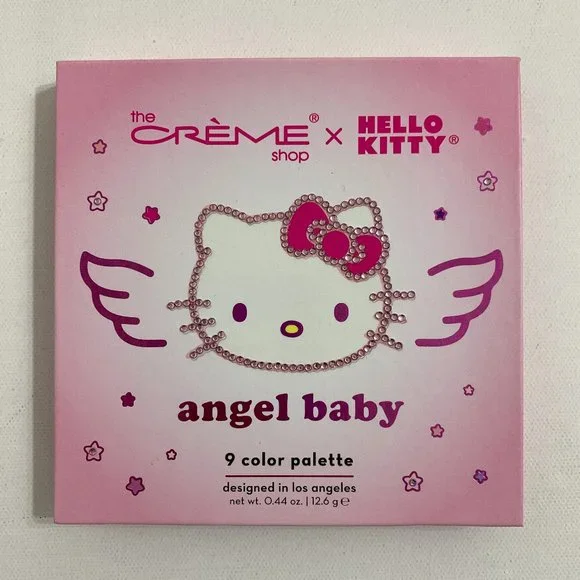 the
CRÈME® x HELLO
shop KITTY®
angel baby
9 color palette
designed in los angeles
net wt. 0.44 oz. | 12.6 g ℮